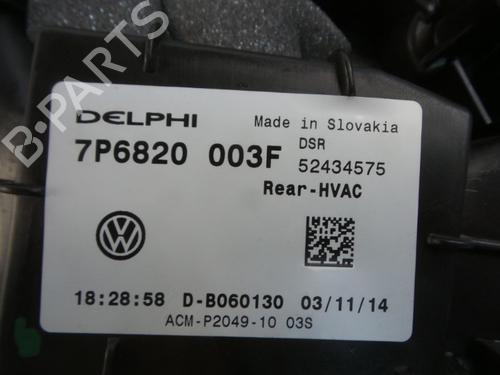 B-PARTS
DELPHI Made in Slovakia
DSR
7P6820 003F 52434575
Rear-HVAC
18:28:58 D-B060130 03/11/14
ACM-P2049-10 03S